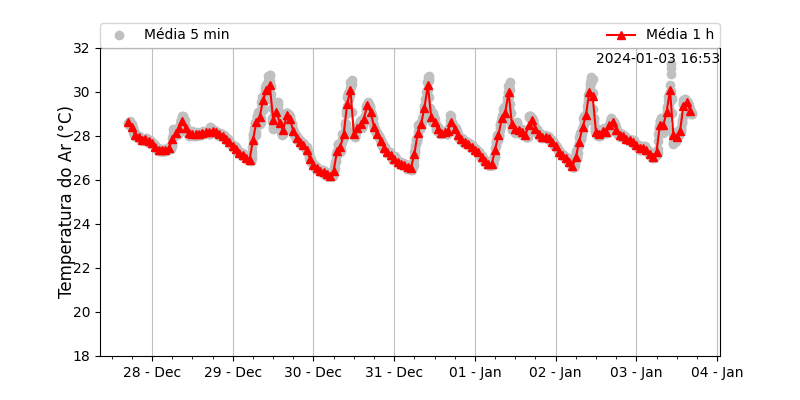 Média 5 min
Média 1 h
2024-01-03 16:53
Temperatura do Ar (°C)
32
30
28
26
24
22
20
18
28 - Dec
29 - Dec
30 - Dec
31 - Dec
01 - Jan
02 - Jan
03 - Jan
04 - Jan